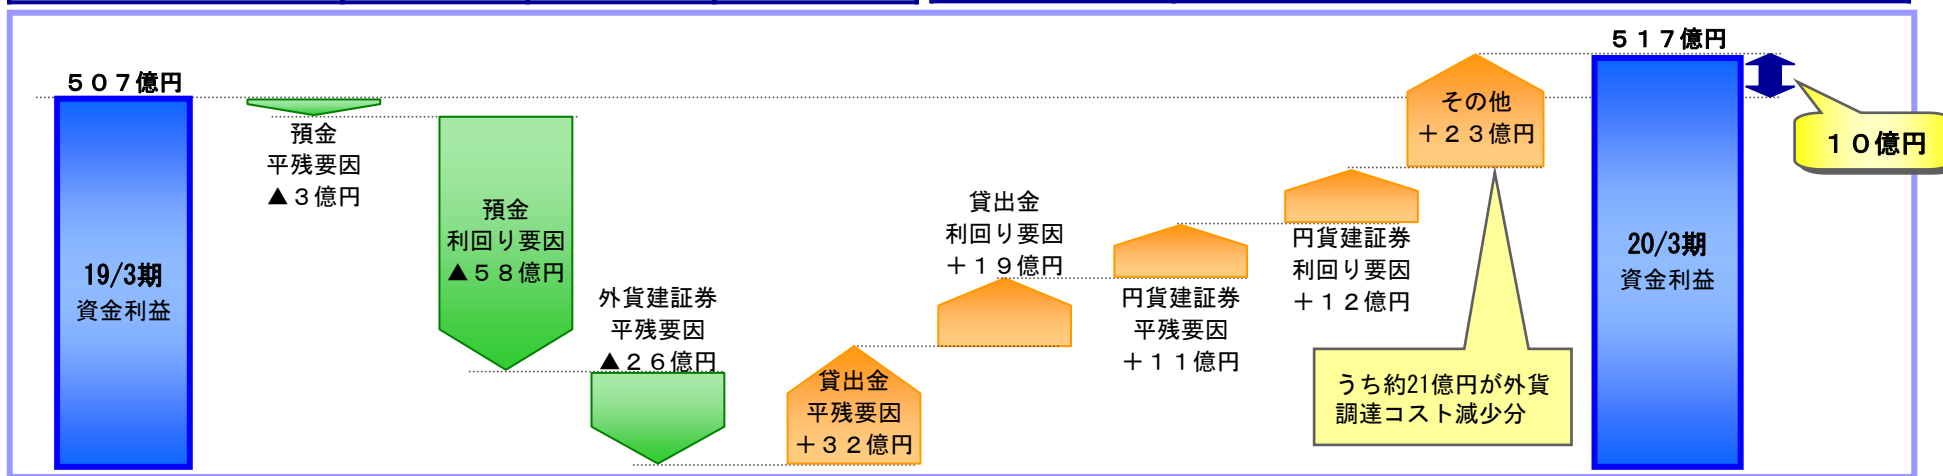 ５０７億円
19/3期
資金利益
預金
平残要因
▲３億円
預金
利回り要因
▲５８億円
外貨建証券
平残要因
▲２６億円
貸出金
平残要因
＋３２億円
貸出金
利回り要因
＋１９億円
円貨建証券
平残要因
＋１１億円
円貨建証券
利回り要因
＋１２億円
その他
＋２３億円
うち約21億円が外貨
調達コスト減少分
５１７億円
20/3期
資金利益
１０億円